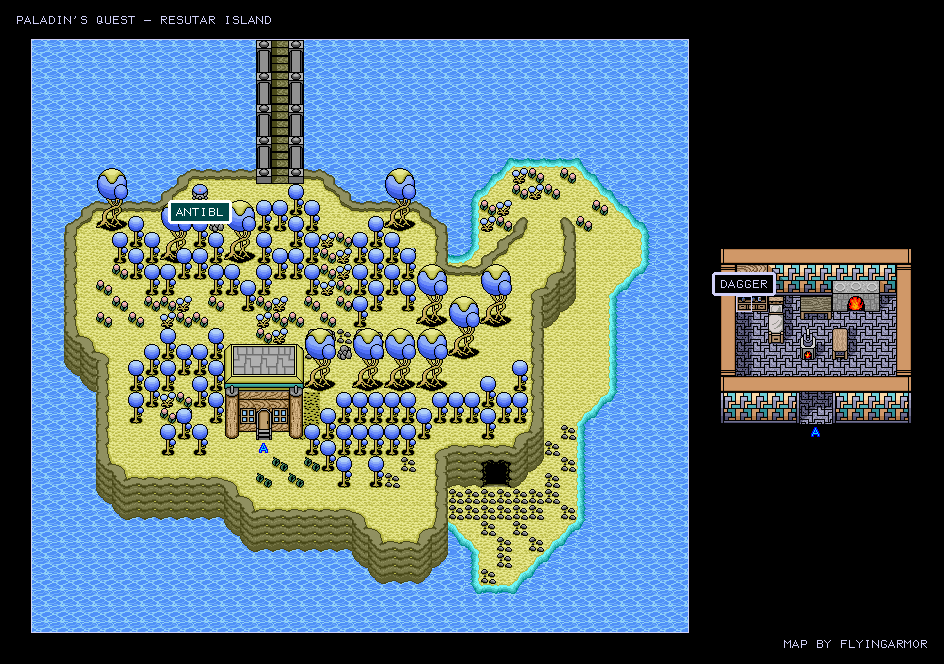 PALADIN'S QUEST - RESUTAR ISLAND
ANTIBL
DAGGER
A
A
MAP BY FLYINGARMOR